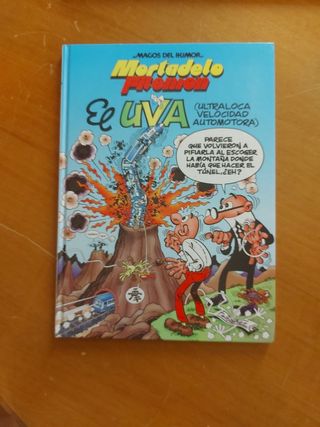 MAGOS DEL HUMOR
Mortadelo
Filemón
El UVA
(ULTRALOCA
VELOCIDAD
AUTOMOTORA)
PARECE
QUE VOLVIERON A
PIFIARLA AL ESCOGER
LA MONTAÑA DONDE
HABÍA QUE HACER EL
TÚNEL, ¿EH?